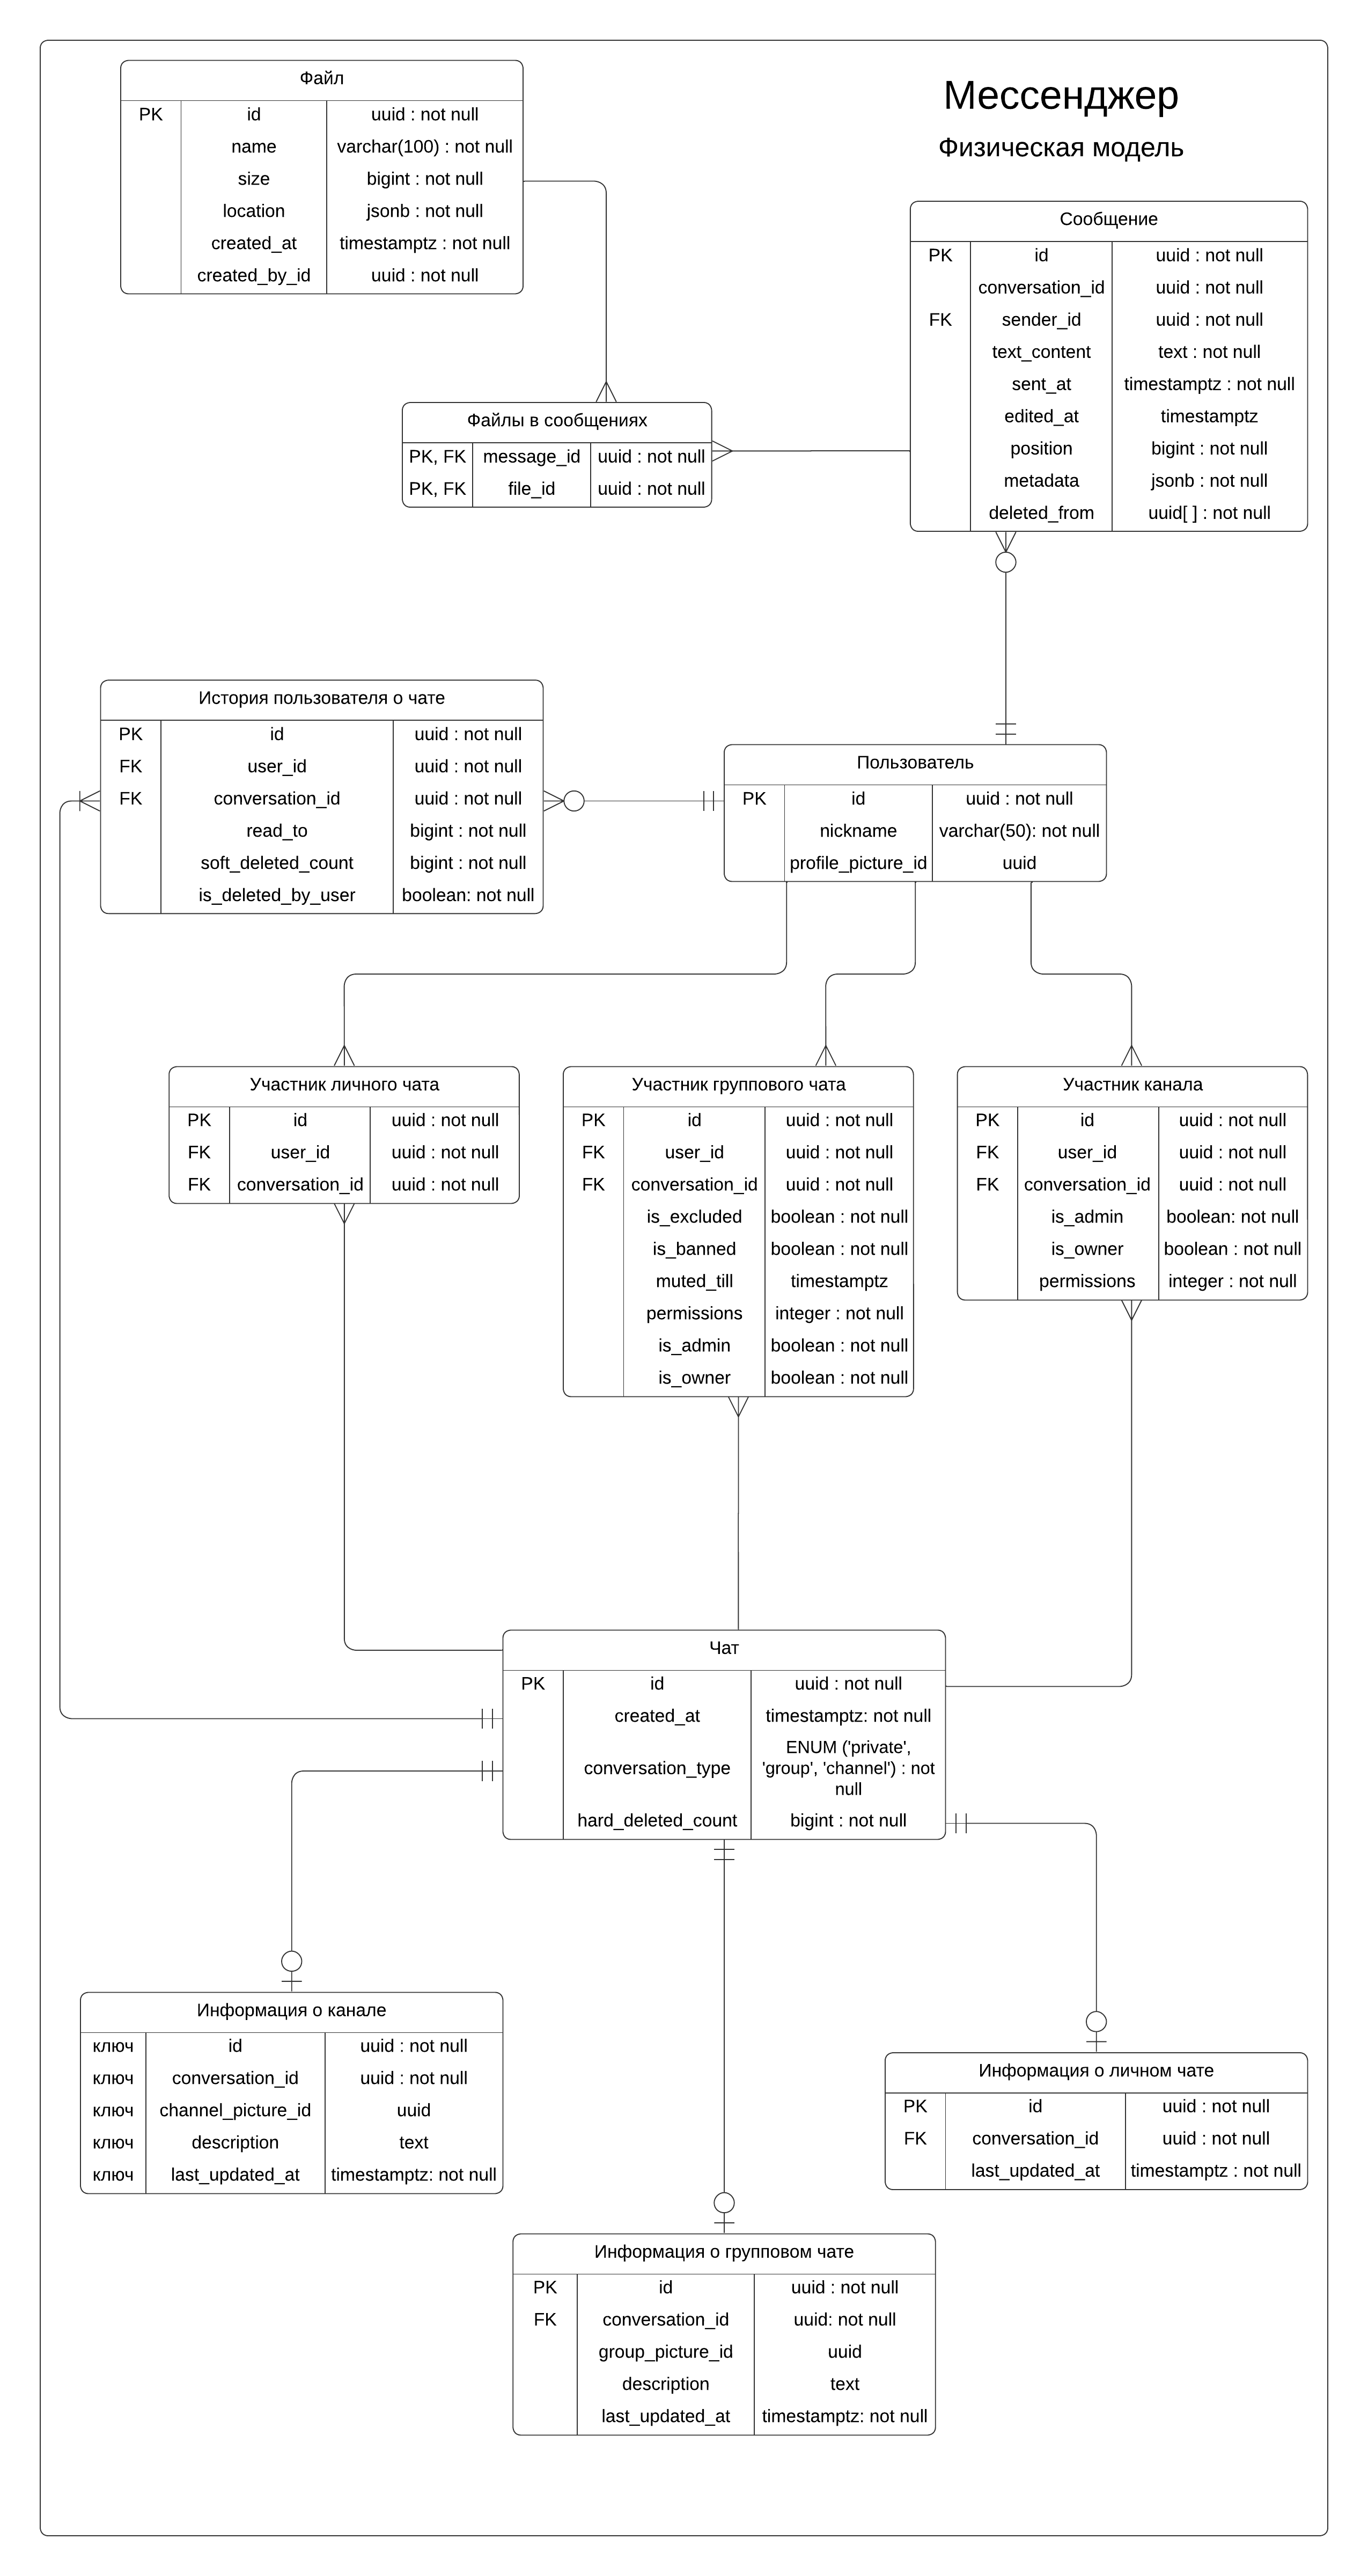 Мессенджер
Физическая модель
Файл
PK id uuid : not null
name varchar(100) : not null
size bigint : not null
location jsonb : not null
created_at timestamptz : not null
created_by_id uuid : not null
Сообщение
PK id uuid : not null
conversation_id uuid : not null
FK sender_id uuid : not null
text_content text : not null
sent_at timestamptz : not null
edited_at timestamptz
position bigint : not null
metadata jsonb : not null
deleted_from uuid[ ] : not null
Файлы в сообщениях
PK, FK message_id uuid : not null
PK, FK file_id uuid : not null
История пользователя о чате
PK id uuid : not null
FK user_id uuid : not null
FK conversation_id uuid : not null
read_to bigint : not null
soft_deleted_count bigint : not null
is_deleted_by_user boolean: not null
Пользователь
PK id uuid : not null
nickname varchar(50): not null
profile_picture_id uuid
Участник личного чата
PK id uuid : not null
FK user_id uuid : not null
FK conversation_id uuid : not null
Участник группового чата
PK id uuid : not null
FK user_id uuid : not null
FK conversation_id uuid : not null
is_excluded boolean : not null
is_banned boolean : not null
muted_till timestamptz
permissions integer : not null
is_admin boolean : not null
is_owner boolean : not null
Участник канала
PK id uuid : not null
FK user_id uuid : not null
FK conversation_id uuid : not null
is_admin boolean: not null
is_owner boolean : not null
permissions integer : not null
Чат
PK id uuid : not null
created_at timestamptz: not null
conversation_type ENUM ('private',
'group', 'channel') : not
null
hard_deleted_count bigint : not null
Информация о канале
ключ id uuid : not null
ключ conversation_id uuid : not null
ключ channel_picture_id uuid
ключ description text
ключ last_updated_at timestamptz: not null
Информация о личном чате
PK id uuid : not null
FK conversation_id uuid : not null
last_updated_at timestamptz : not null
Информация о групповом чате
PK id uuid : not null
FK conversation_id uuid: not null
group_picture_id uuid
description text
last_updated_at timestamptz: not null